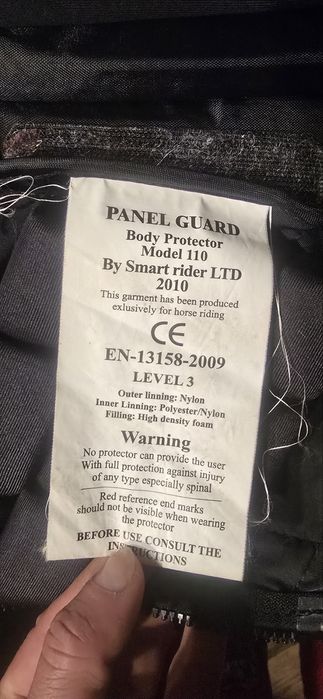 PANEL GUARD
Body Protector
Model 110
By Smart rider LTD
2010
This garment has been produced
exlusively for horse riding
CE
EN-13158-2009
LEVEL 3
Outer linning: Nylon
Inner Linning: Polyester/Nylon
Filling: High density foam
Warning
No protector can provide the user
With full protection against injury
of any type especially spinal
Red reference end marks
should not be visible when wearing
the protector
BEFORE USE CONSULT THE
INSTRUCTIONS